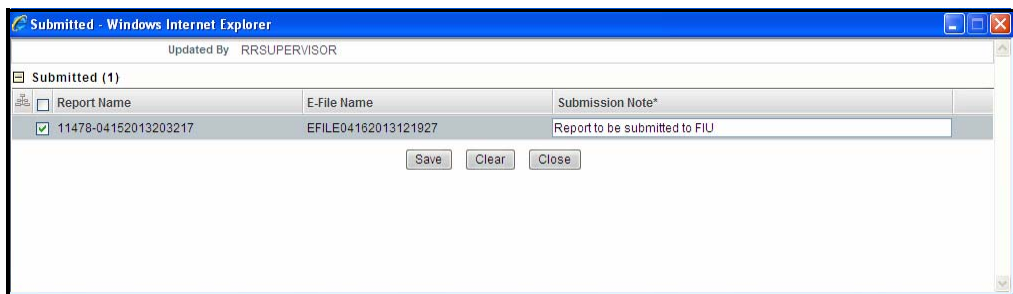 Submitted - Windows Internet Explorer
Updated By RRSUPERVISOR
Submitted (1)
Report Name E-File Name Submission Note*
11478-04152013203217 EFILE04162013121927 Report to be submitted to FIU
Save Clear Close